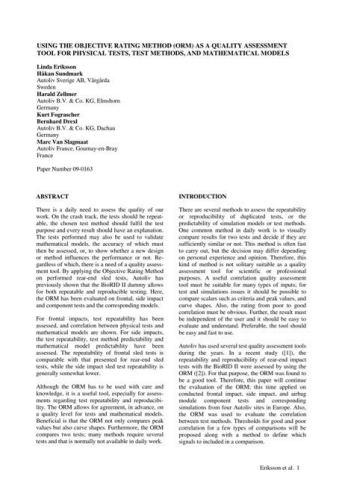 USING THE OBJECTIVE RATING METHOD (ORM) AS A QUALITY ASSESSMENT
TOOL FOR PHYSICAL TESTS, TEST METHODS, AND MATHEMATICAL MODELS
Linda Eriksson
Håkan Sundmark
Autoliv Sverige AB, Vårgårda
Sweden
Harald Zellmer
Autoliv B.V. & Co. KG, Elmshorn
Germany
Kurt Fograscher
Bernhard Dresl
Autoliv B.V. & Co. KG, Dachau
Germany
Marc Van Slagmaat
Autoliv France, Gournay-en-Bray
France
Paper Number 09-0163
ABSTRACT
There is a daily need to assess the quality of our
work. On the crash track, the tests should be repeat-
able, the chosen test method should fulfil the test
purpose and every result should have an explanation.
The tests performed may also be used to validate
mathematical models, the accuracy of which must
then be assessed, or, to show whether a new design
or method influences the performance or not. Re-
gardless of which, there is a need of a quality assess-
ment tool. By applying the Objective Rating Method
on performed rear-end sled tests, Autoliv has
previously shown that the BioRID II dummy allows
for both repeatable and reproducible testing. Here,
the ORM has been evaluated on frontal, side impact
and component tests and the corresponding models.
For frontal impacts, test repeatability has been
assessed, and correlation between physical tests and
mathematical models are shown. For side impacts,
the test repeatability, test method predictability and
mathematical model predictability have been
assessed. The repeatability of frontal sled tests is
comparable with that presented for rear-end sled
tests, while the side impact sled test repeatability is
generally somewhat lower.
Although the ORM has to be used with care and
knowledge, it is a useful tool, especially for assess-
ments regarding test repeatability and reproducibi-
lity. The ORM allows for agreement, in advance, on
a quality level for tests and mathematical models.
Beneficial is that the ORM not only compares peak
values but also curve shapes. Furthermore, the ORM
compares two tests; many methods require several
tests and that is normally not available in daily work.
INTRODUCTION
There are several methods to assess the repeatability
or reproducibility of duplicated tests, or the
predictability of simulation models or test methods.
One common method in daily work is to visually
compare results for two tests and decide if they are
sufficiently similar or not. This method is often fast
to carry out, but the decision may differ depending
on personal experience and opinion. Therefore, this
kind of method is not solitary suitable as a quality
assessment tool for scientific or professional
purposes. A useful correlation quality assessment
tool must be suitable for many types of inputs; for
test and simulations issues it should be possible to
compare scalars such as criteria and peak values, and
curve shapes. Also, the rating from poor to good
correlation must be obvious. Further, the result must
be independent of the user and it should be easy to
evaluate and understand. Preferable, the tool should
be easy and fast to use.
Autoliv has used several test quality assessment tools
during the years. In a recent study ([1]), the
repeatability and reproducibility of rear-end impact
tests with the BioRID II were assessed by using the
ORM ([2]). For that purpose, the ORM was found to
be a good tool. Therefore, this paper will continue
the evaluation of the ORM; this time applied on
conducted frontal impact, side impact, and airbag
module component tests and corresponding
simulations from four Autoliv sites in Europe. Also,
the ORM was used to evaluate the correlation
between test methods. Thresholds for good and poor
correlation for a few types of comparisons will be
proposed along with a method to define which
signals to included in a comparison.
Eriksson et al. 1